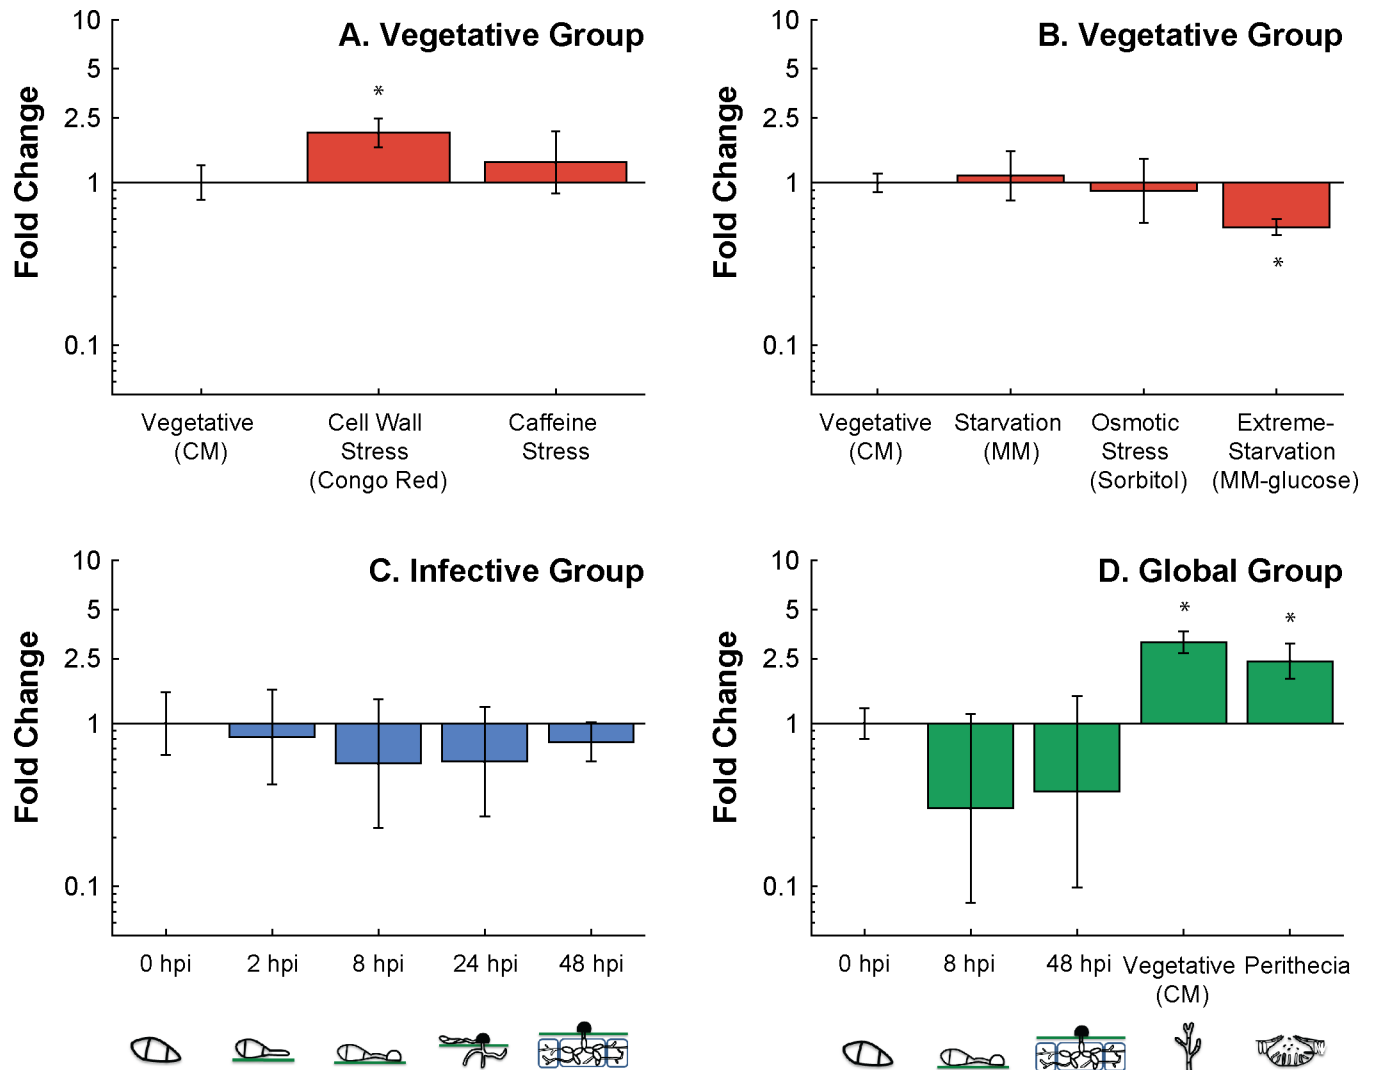 A. Vegetative Group
Fold Change
10
5
2.5
1
0.1
*
Vegetative
(CM)
Cell Wall
Stress
(Congo Red)
Caffeine
Stress
B. Vegetative Group
Fold Change
10
5
2.5
1
0.1
*
Vegetative
(CM)
Starvation
(MM)
Osmotic
Stress
(Sorbitol)
Extreme-
Starvation
(MM-glucose)
C. Infective Group
Fold Change
10
5
2.5
1
0.1
0 hpi
2 hpi
8 hpi
24 hpi
48 hpi
D. Global Group
Fold Change
10
5
2.5
1
0.1
*
*
0 hpi
8 hpi
48 hpi
Vegetative
(CM)
Perithecia